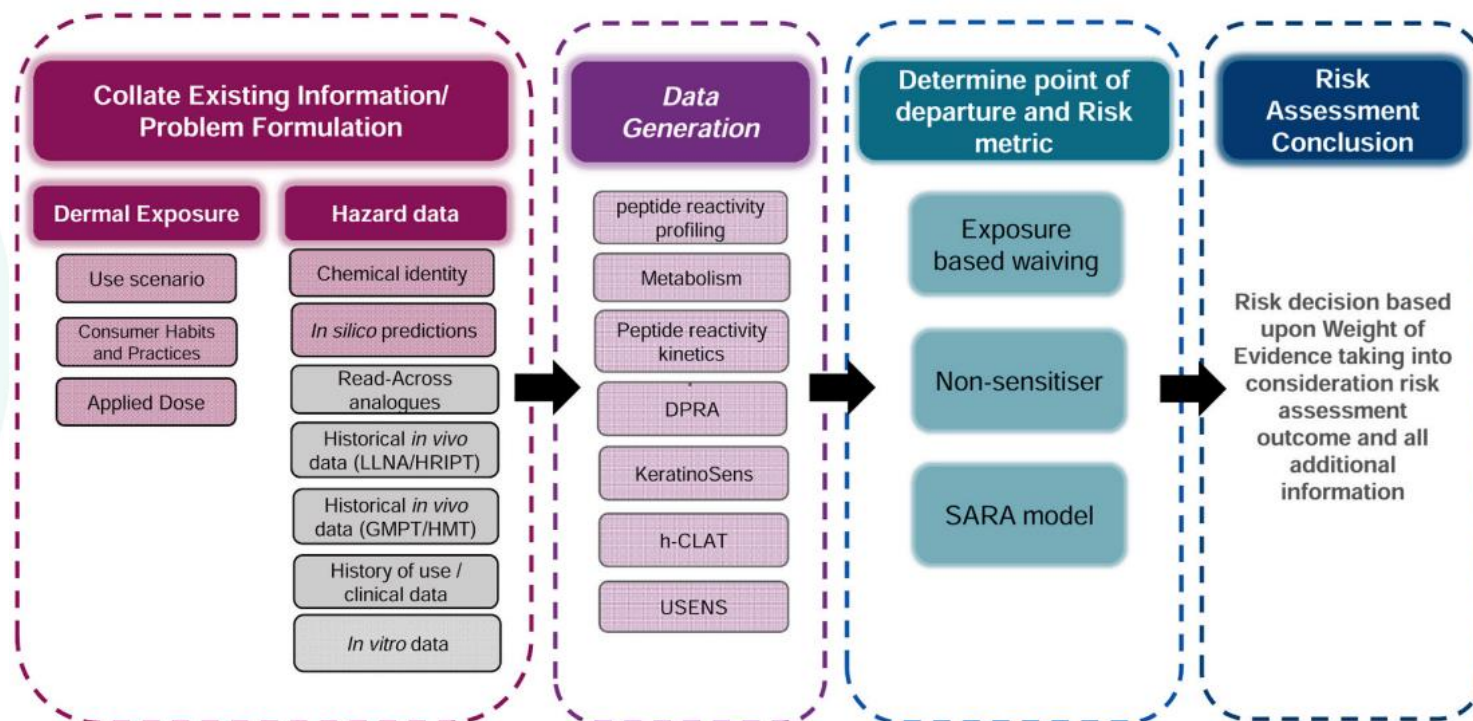 Collate Existing Information/
Problem Formulation
Dermal Exposure
Use scenario
Consumer Habits
and Practices
Applied Dose
Hazard data
Chemical identity
In silico predictions
Read-Across
analogues
Historical in vivo
data (LLNA/HRIPT)
Historical in vivo
data (GMPT/HMT)
History of use /
clinical data
In vitro data
Data
Generation
peptide reactivity
profiling
Metabolism
Peptide reactivity
kinetics
DPRA
KeratinoSens
h-CLAT
USENS
Determine point of
departure and Risk
metric
Exposure
based waiving
Non-sensitiser
SARA model
Risk
Assessment
Conclusion
Risk decision based
upon Weight of
Evidence taking into
consideration risk
assessment
outcome and all
additional
information